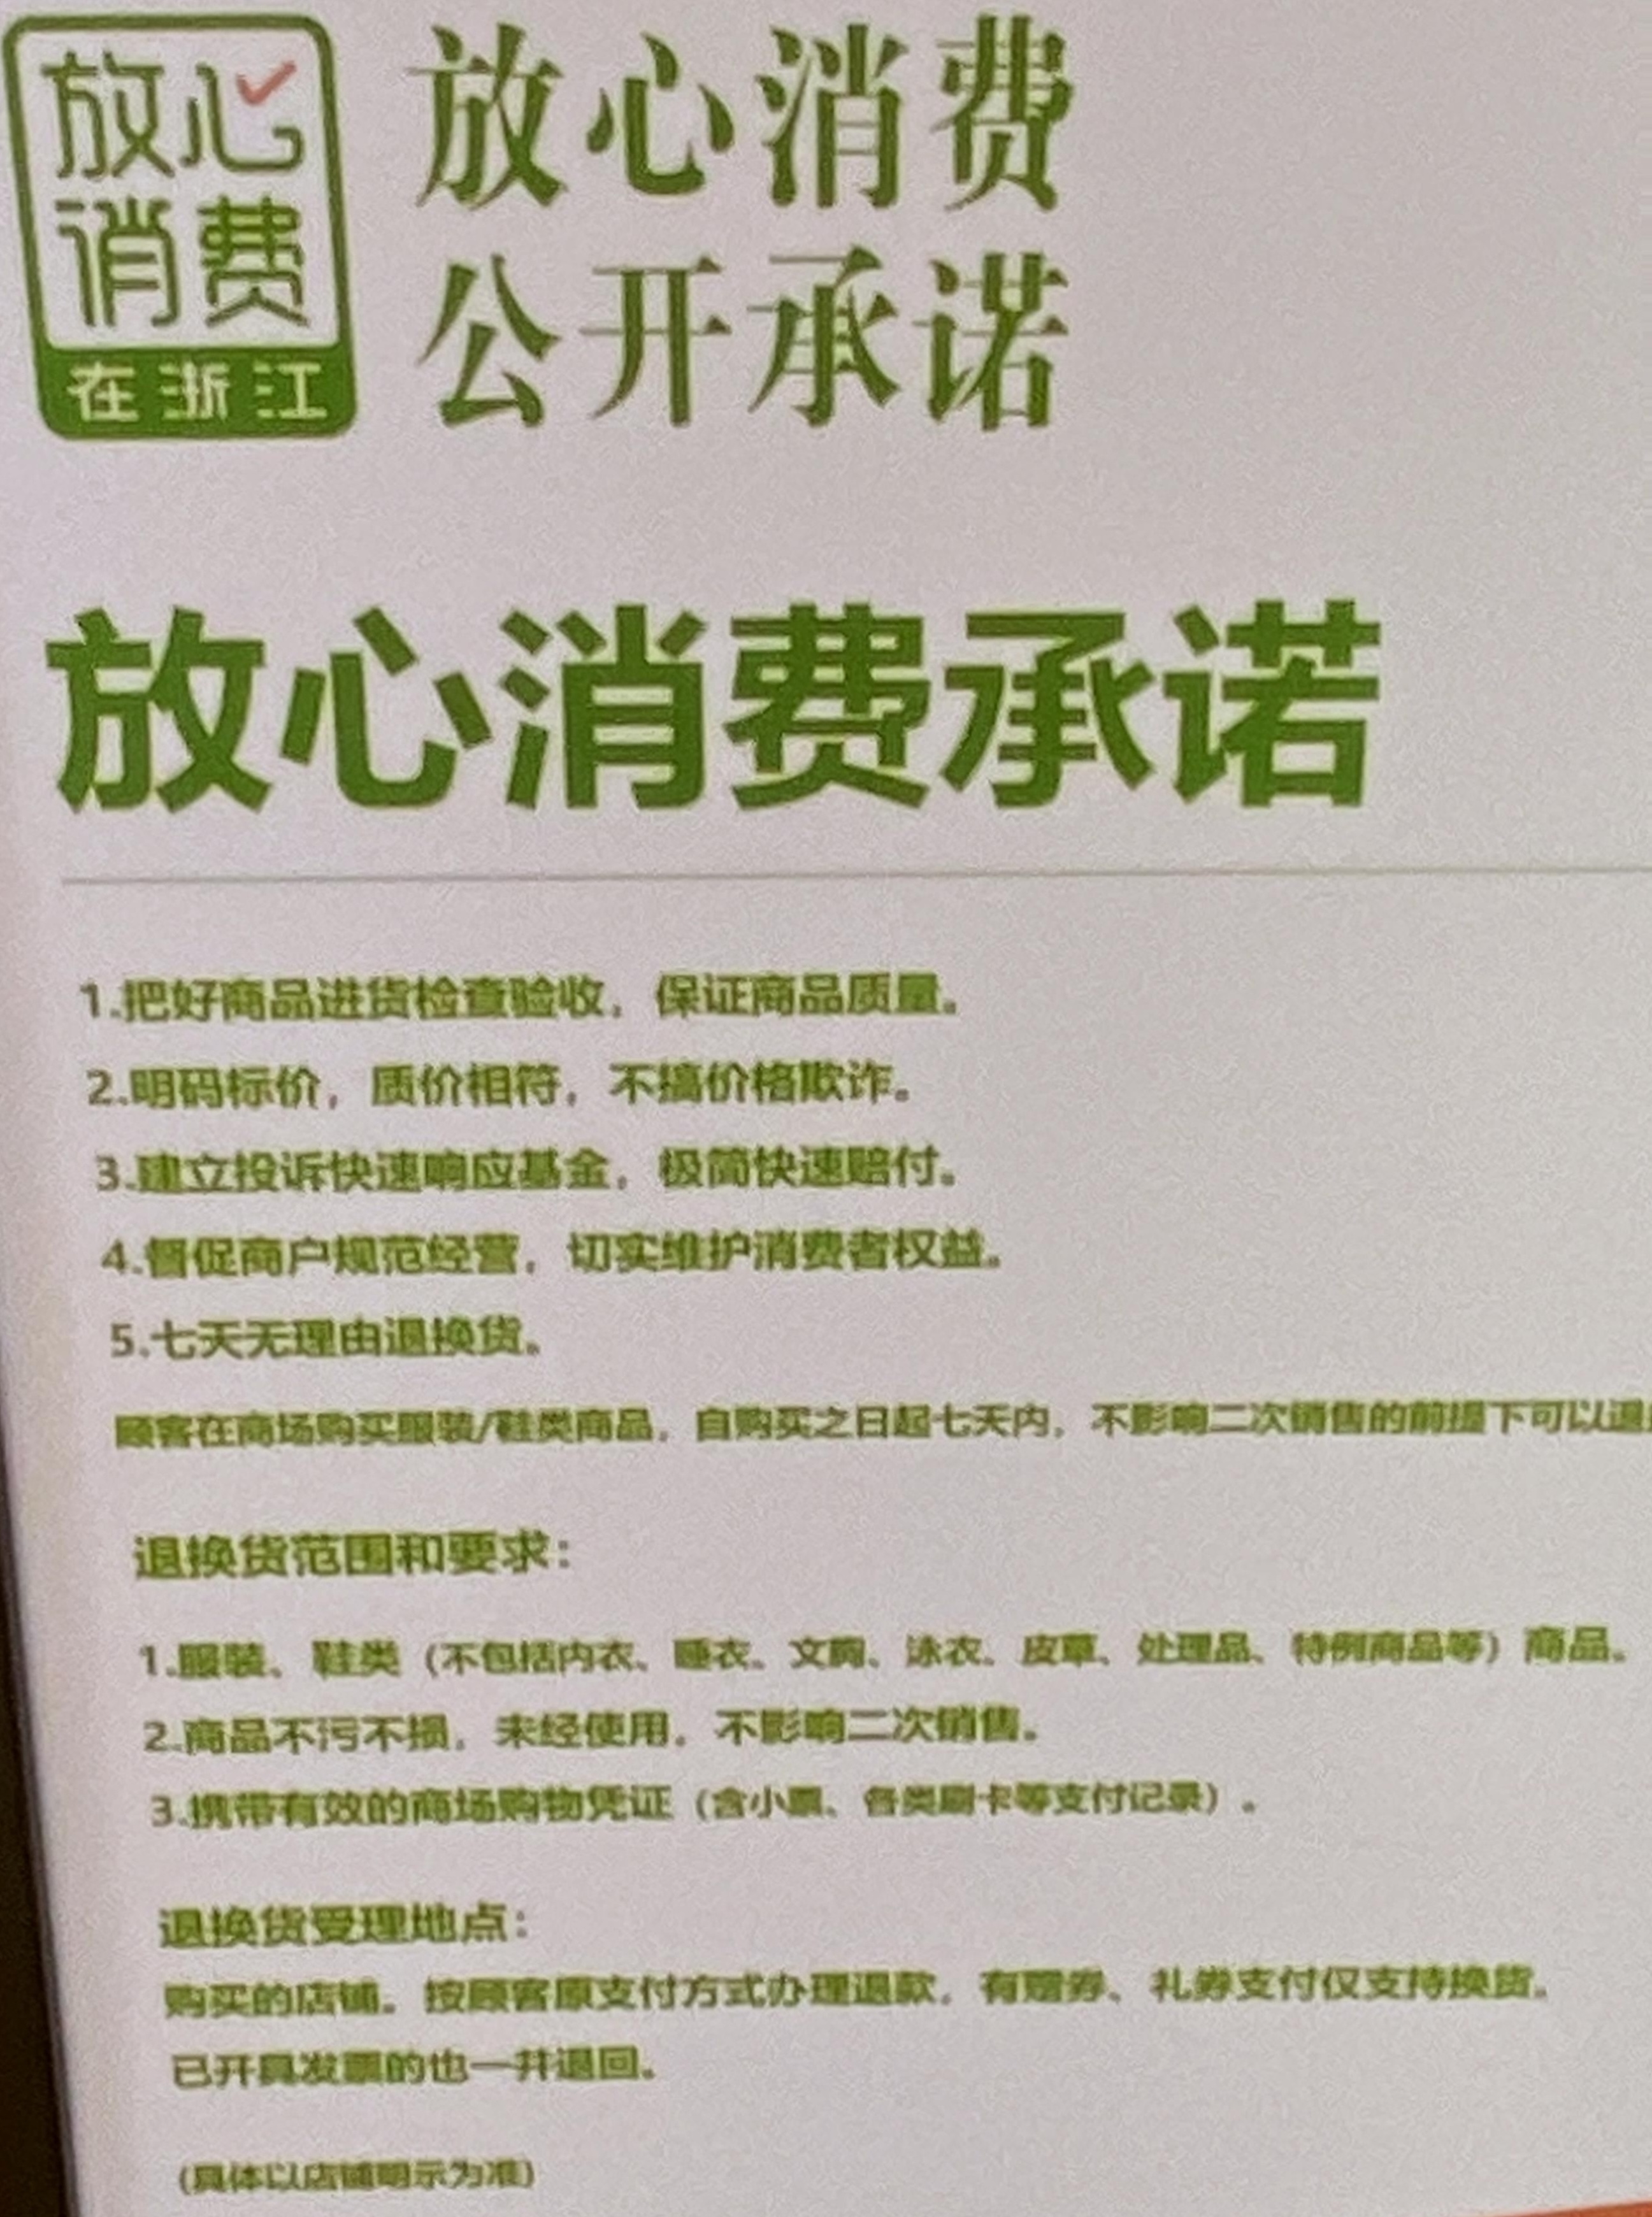 放心
消费
在浙江
放心消费
公开承诺
放心消费承诺
1.把好商品进货检查验收，保证商品质量。
2.明码标价，质价相符，不搞价格欺诈。
3.建立投诉快速响应基金，极简快速赔付。
4.督促商户规范经营，切实维护消费者权益。
5.七天无理由退换货。
顾客在商场购买服装/鞋类商品，自购买之日起七天内，不影响二次销售的前提下可以退
退换货范围和要求：
1.服装、鞋类（不包括内衣、睡衣、文胸、泳衣、皮草、处理品、特例商品等）商品。
2.商品不污不损，未经使用，不影响二次销售。
3.携带有效的商场购物凭证（含小票、各类刷卡等支付记录）。
退换货受理地点：
购买的店铺。按顾客原支付方式办理退款，有赠券、礼券支付仅支持换货。
已开具发票的也一并退回。
(具体以店铺明示为准)